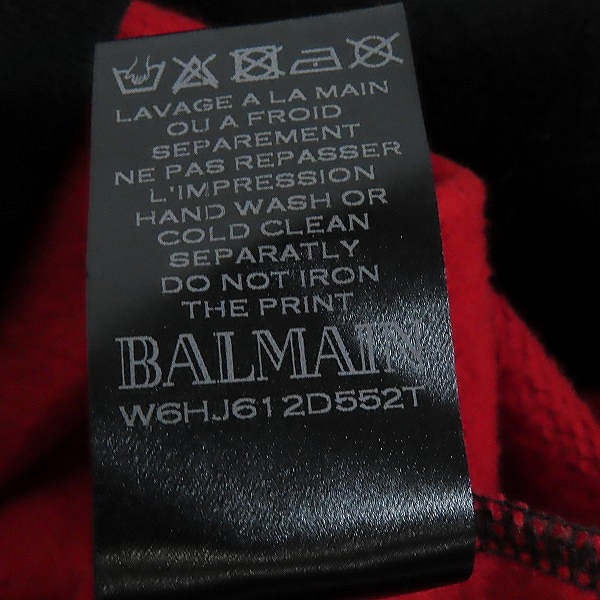 LAVAGE A LA MAIN
OU A FROID
SEPAREMENT
NE PAS REPASSER
L'IMPRESSION
HAND WASH OR
COLD CLEAN
SEPARATLY
DO NOT IRON
THE PRINT
BALMAIN
W6HJ612D552T